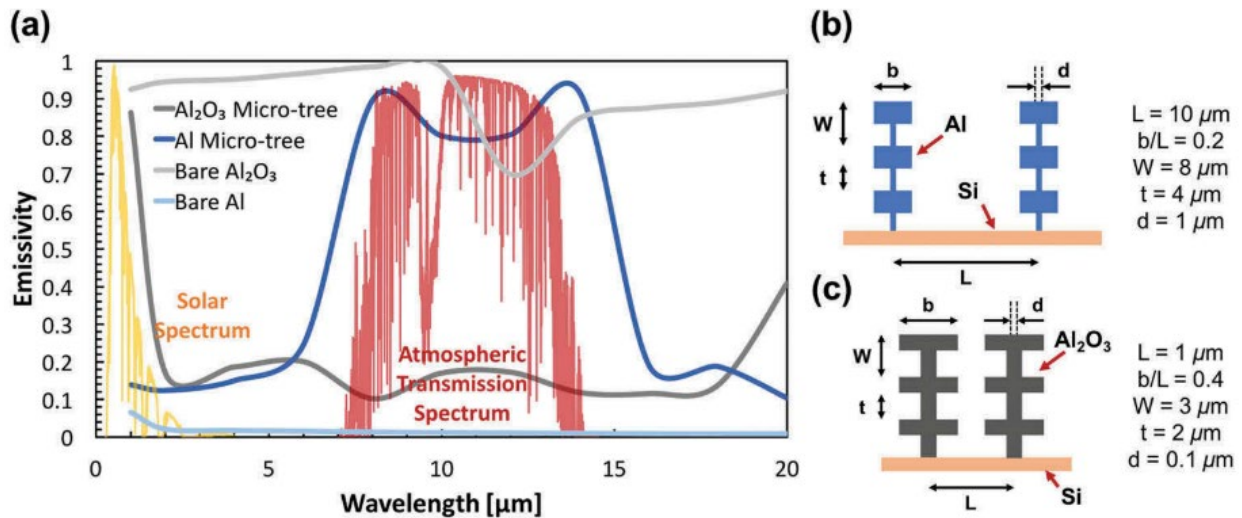 (a)
Emissivity
1
0.9
0.8
0.7
0.6
0.5
0.4
0.3
0.2
0.1
0
Al₂O₃ Micro-tree
Al Micro-tree
Bare Al₂O₃
Bare Al
Solar
Spectrum
Atmospheric
Transmission
Spectrum
0 5 10 15 20
Wavelength [µm]
(b)
b d
W
Al
t
Si
L
L = 10 µm
b/L = 0.2
W = 8 µm
t = 4 µm
d = 1 µm
(c)
b d
W
Al₂O₃
t
L
Si
L = 1 µm
b/L = 0.4
W = 3 µm
t = 2 µm
d = 0.1 µm